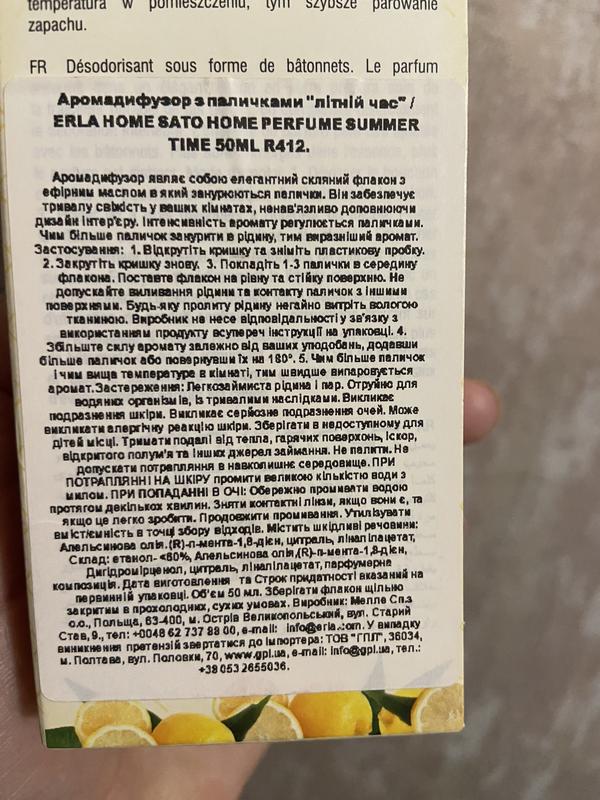 temperatura w pomieszczeniu, tym szybsze parowanie
zapachu.
FR Désodorisant sous forme de bâtonnets. Le parfum
Аромадифузор з паличками "літній час" /
ERLA HOME SATO HOME PERFUME SUMMER
TIME 50ML R412.
Аромадифузор являє собою елегантний скляний флакон з
ефірним маслом в який занурюються палички. Він забезпечує
тривалу свіжість у ваших кімнатах, ненав'язливо доповнюючи
дизайн інтер'єру. Інтенсивність аромату регулюється паличками.
Чим більше паличок занурити в рідину, тим виразніший аромат.
Застосування: 1. Відкрутіть кришку та зніміть пластикову пробку.
2. Закрутіть кришку знову. 3. Покладіть 1-3 палички в середину
флакона. Поставте флакон на рівну та стійку поверхню. Не
допускайте виливання рідини та контакту паличок з іншими
поверхнями. Будь-яку пролиту рідину негайно витріть вологою
тканиною. Виробник не несе відповідальності у зв'язку з
використанням продукту всупереч інструкції на упаковці. 4.
Збільште силу аромату залежно від ваших уподобань, додавши
більше паличок або повернувши їх на 180°. 5. Чим більше паличок
і чим вища температура в кімнаті, тим швидше випаровується
аромат.Застереження: Легкозаймиста рідина і пар. Отруйно для
водяних організмів, із тривалими наслідками. Викликає
подразнення шкіри. Викликає серйозне подразнення очей. Може
викликати алергічну реакцію шкіри. Зберігати в недоступному для
дітей місці. Тримати подалі від тепла, гарячих поверхонь, іскор,
відкритого полум'я та інших джерел займання. Не палити. Не
допускати потрапляння в навколишнє середовище. ПРИ
ПОТРАПЛЯННІ НА ШКІРУ промити великою кількістю води з
милом. ПРИ ПОПАДАННІ В ОЧІ: Обережно промивати водою
протягом декількох хвилин. Зняти контактні лінзи, якщо вони є, та
якщо це легко зробити. Продовжити промивання. Утилізувати
вміст/ємність в точці збору відходів. Містить шкідливі речовини:
Апельсинова олія.(R)-п-мента-1,8-дієн, цитраль, ліналілацетат,
Склад: етанол- <60%, Апельсинова олія,(R)-п-мента-1,8-дієн,
Дигідромірценол, цитраль, ліналілацетат, парфумерна
композиція. Дата виготовлення та Строк придатності вказаний на
первинній упаковці. Об'єм 50 мл. Зберігати флакон щільно
закритим в прохолодних, сухих умовах. Виробник: Мелле Сп.з
о.о., Польща, 63-400, м. Острів Великопольський, вул. Старий
Став, 9., тел: +0048 62 737 88 00, e-mail: info@erla.com. У випадку
виникнення претензій звертатися до імпортера: ТОВ "ГПЛ", 36034,
м. Полтава, вул. Половки, 70, www.gpl.ua, e-mail: info@gpl.ua, тел.:
+38 053 2655036.